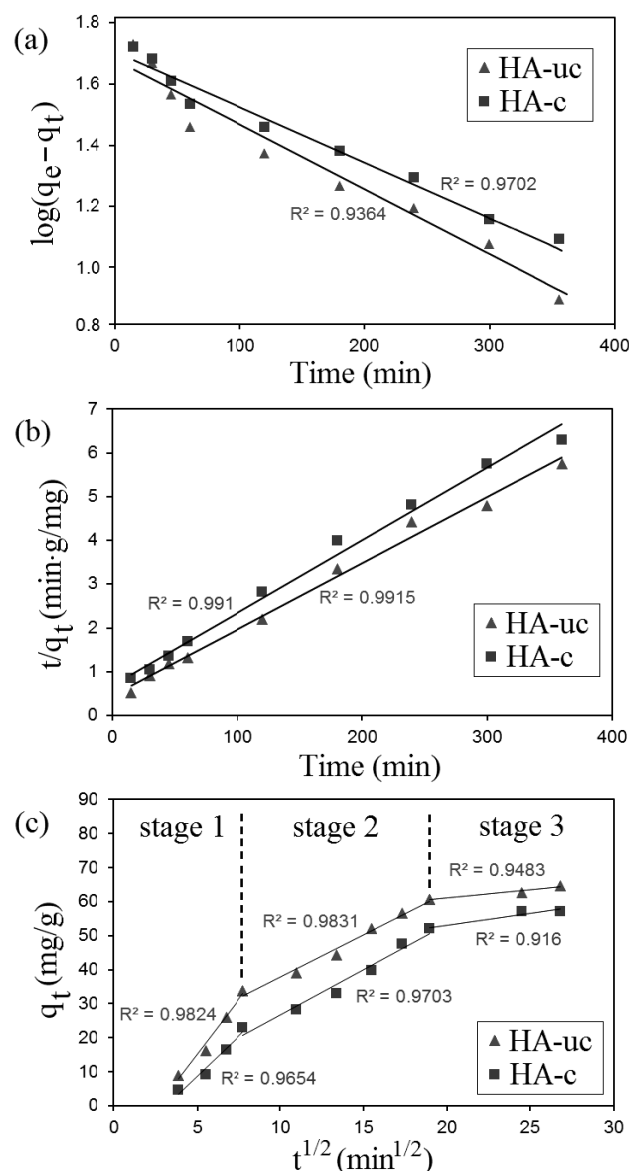 (a)
log(qe−qt)
1.8
1.6
1.4
1.2
1.0
0.8
▲ HA-uc
■ HA-c
R² = 0.9702
R² = 0.9364
0 100 200 300 400
Time (min)
(b)
t/qt (min·g/mg)
7
6
5
4
3
2
1
0
R² = 0.991
R² = 0.9915
▲ HA-uc
■ HA-c
0 100 200 300 400
Time (min)
(c)
qt (mg/g)
90
80
70
60
50
40
30
20
10
0
stage 1 stage 2 stage 3
R² = 0.9483
R² = 0.9831
R² = 0.916
R² = 0.9703
R² = 0.9824
R² = 0.9654
▲ HA-uc
■ HA-c
0 5 10 15 20 25 30
t^1/2 (min^1/2)